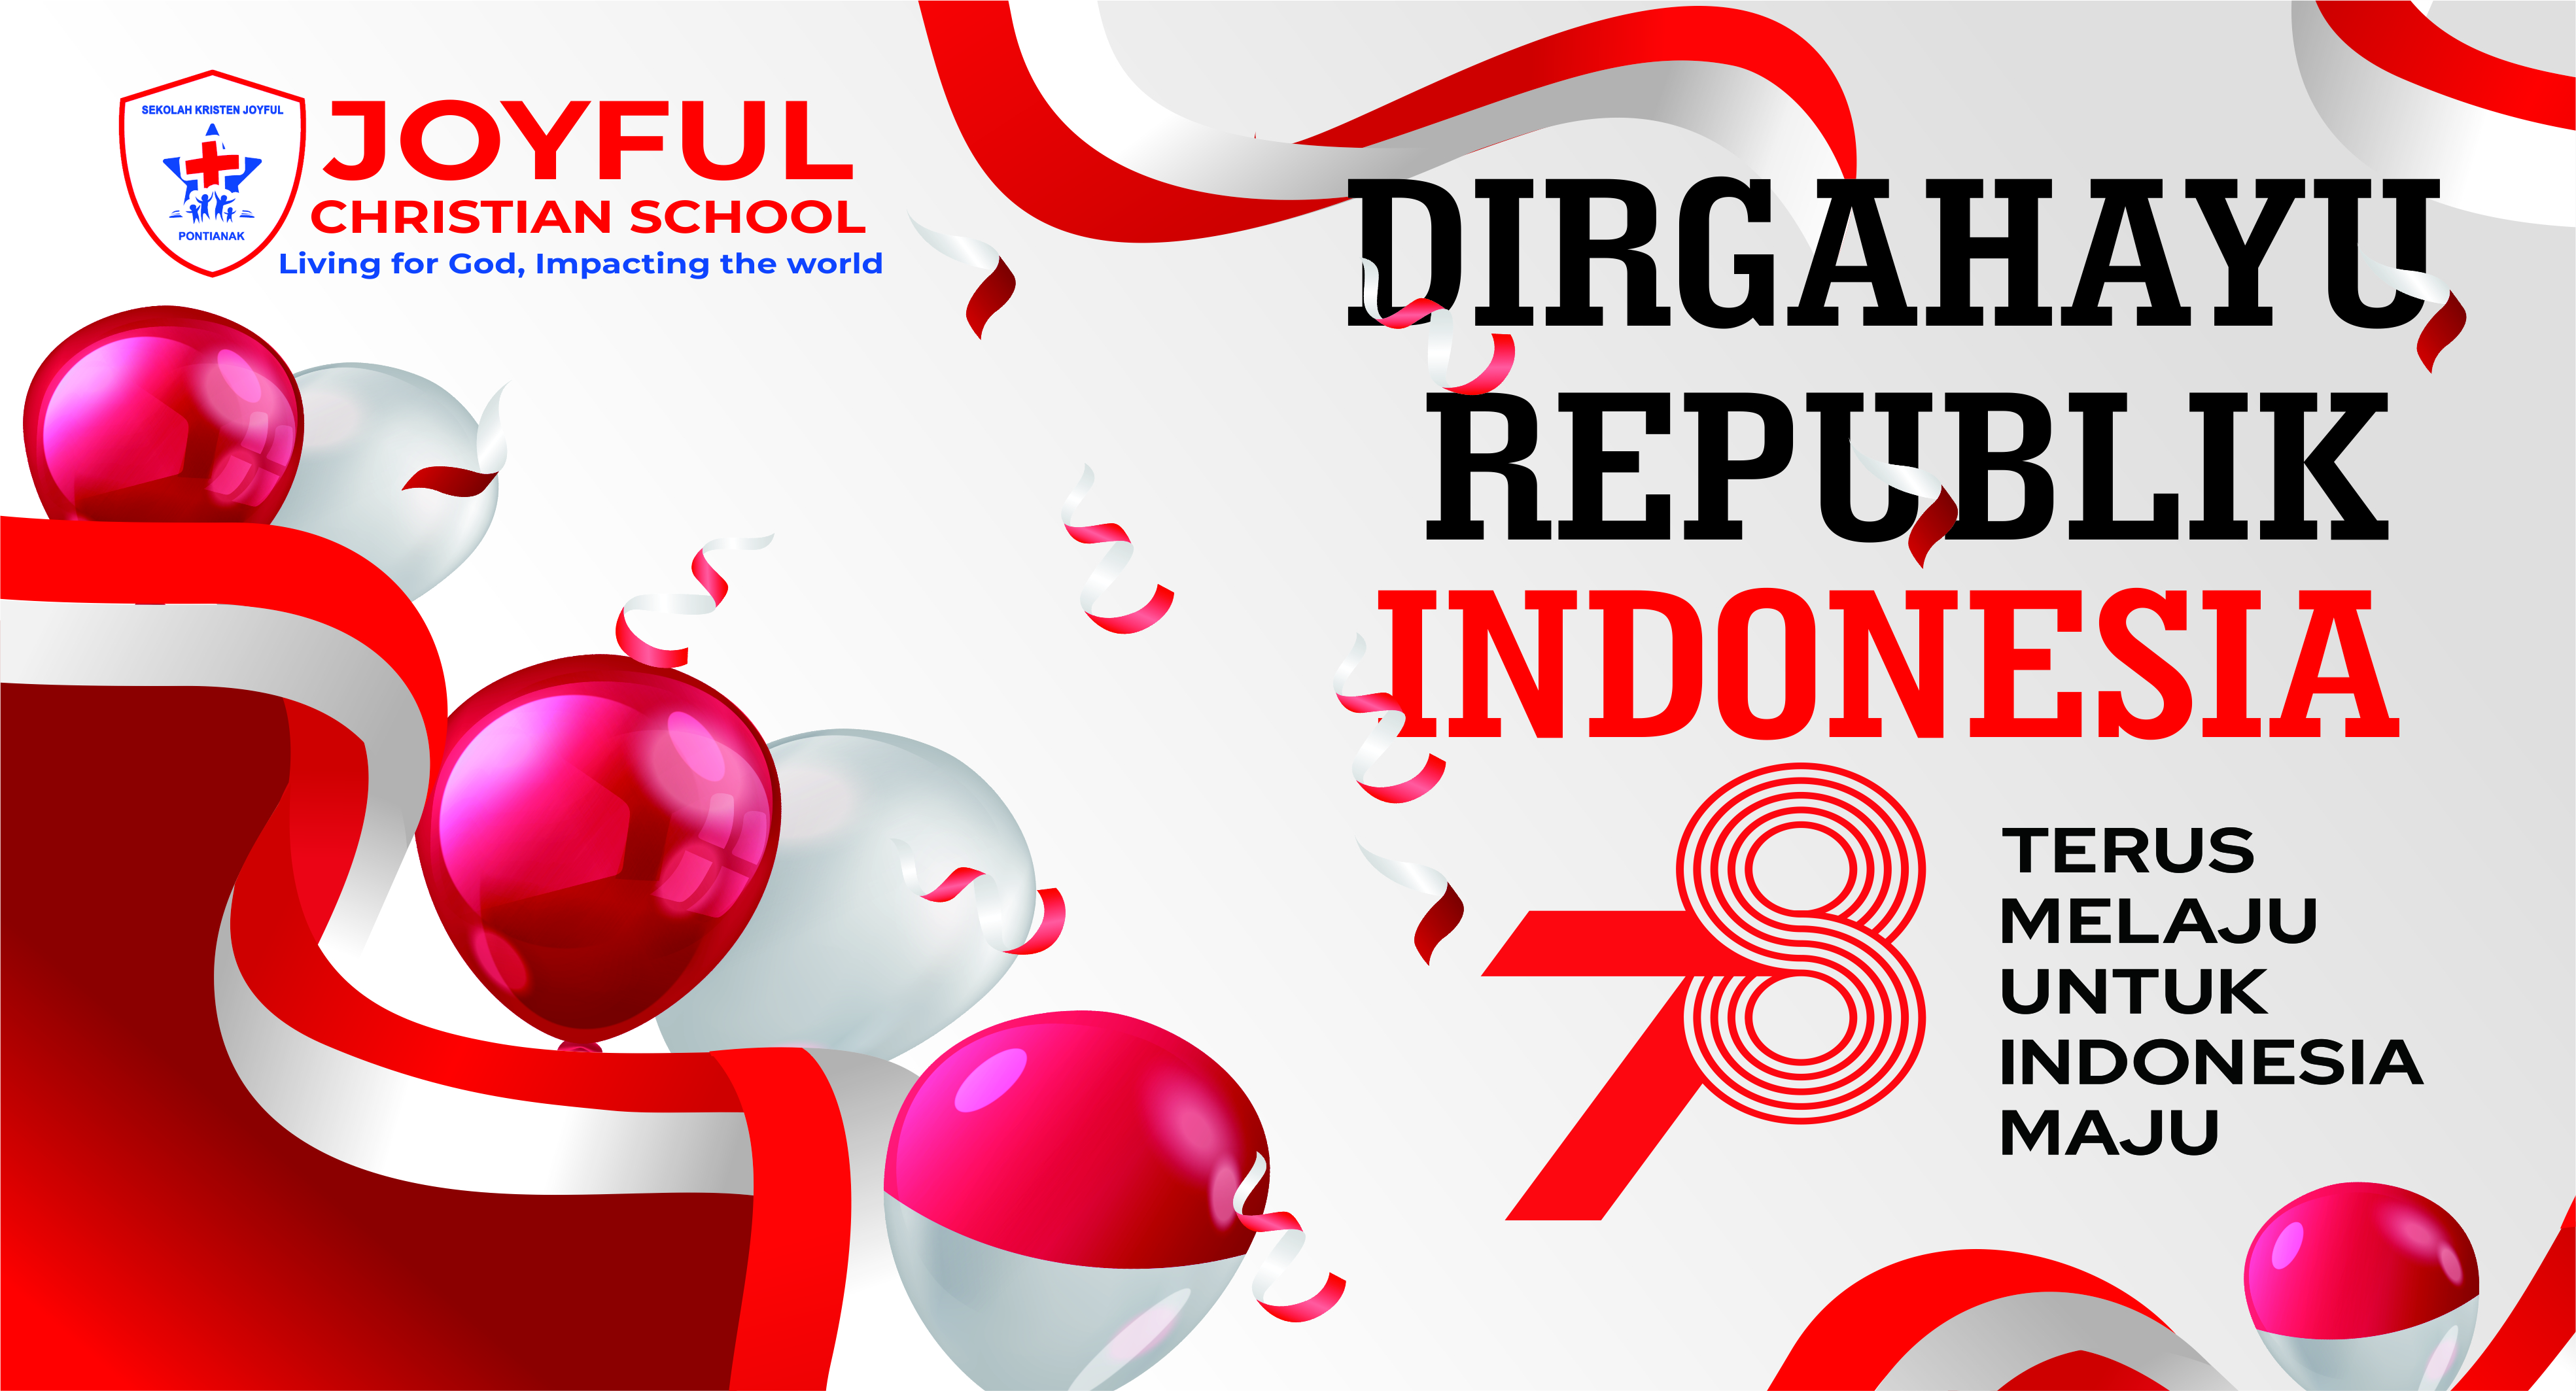 SEKOLAH KRISTEN JOYFUL
PONTIANAK
JOYFUL
CHRISTIAN SCHOOL
Living for God, Impacting the world
DIRGAHAYU
REPUBLIK
INDONESIA
78
TERUS
MELAJU
UNTUK
INDONESIA
MAJU